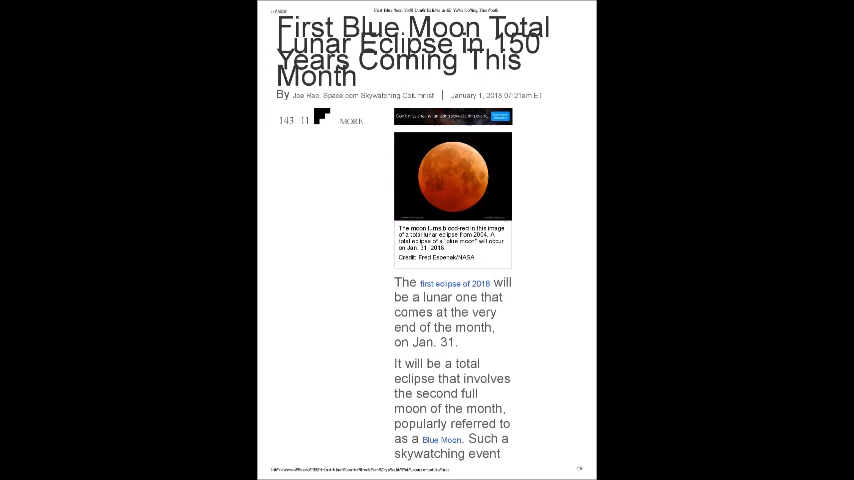 First Blue Moon Total
Lunar Eclipse in 150
Years Coming This
Month
By Joe Rao, Space.com Skywatching Columnist | January 1, 2018 07:21am ET
143 11 MORE
The moon turns blood-red in this image
of a total lunar eclipse from 2004. A
total eclipse of a "blue moon" will occur
on Jan. 31, 2018.
Credit: Fred Espenak/NASA
The first eclipse of 2018 will
be a lunar one that
comes at the very
end of the month,
on Jan. 31.
It will be a total
eclipse that involves
the second full
moon of the month,
popularly referred to
as a Blue Moon. Such a
skywatching event